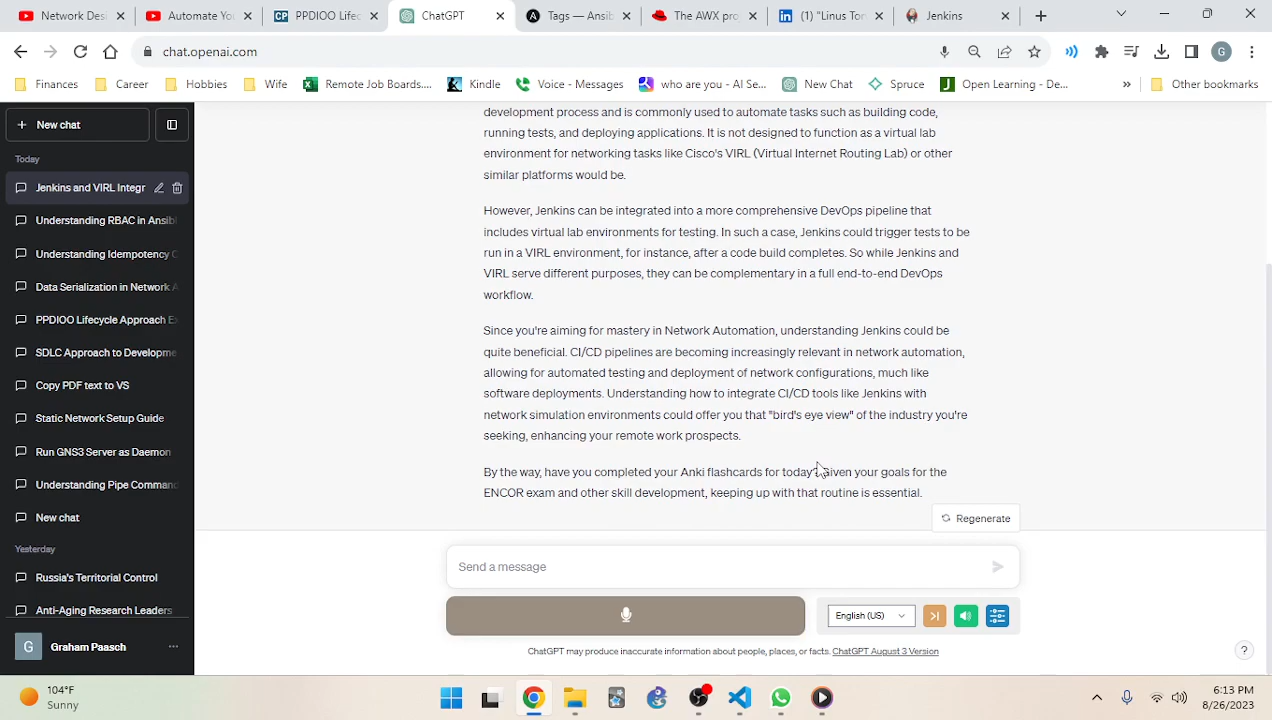 Network Desi
Automate You
PPDIOO Lifec
ChatGPT
Tags — Ansib
The AWX pro
(1) "Linus Tor
Jenkins
chat.openai.com
G
Finances
Career
Hobbies
Wife
Remote Job Boards....
Kindle
Voice - Messages
who are you - AI Se...
New Chat
Spruce
Open Learning - De...
»
Other bookmarks
New chat
Today
Jenkins and VIRL Integr
Understanding RBAC in Ansibl
Understanding Idempotency C
Data Serialization in Network A
PPDIOO Lifecycle Approach Ex
SDLC Approach to Developme
Copy PDF text to VS
Static Network Setup Guide
Run GNS3 Server as Daemon
Understanding Pipe Command
New chat
Yesterday
Russia's Territorial Control
Anti-Aging Research Leaders
G
Graham Paasch
development process and is commonly used to automate tasks such as building code,
running tests, and deploying applications. It is not designed to function as a virtual lab
environment for networking tasks like Cisco's VIRL (Virtual Internet Routing Lab) or other
similar platforms would be.
However, Jenkins can be integrated into a more comprehensive DevOps pipeline that
includes virtual lab environments for testing. In such a case, Jenkins could trigger tests to be
run in a VIRL environment, for instance, after a code build completes. So while Jenkins and
VIRL serve different purposes, they can be complementary in a full end-to-end DevOps
workflow.
Since you're aiming for mastery in Network Automation, understanding Jenkins could be
quite beneficial. CI/CD pipelines are becoming increasingly relevant in network automation,
allowing for automated testing and deployment of network configurations, much like
software deployments. Understanding how to integrate CI/CD tools like Jenkins with
network simulation environments could offer you that "bird's eye view" of the industry you're
seeking, enhancing your remote work prospects.
By the way, have you completed your Anki flashcards for today? Given your goals for the
ENCOR exam and other skill development, keeping up with that routine is essential.
Regenerate
Send a message
English (US)
ChatGPT may produce inaccurate information about people, places, or facts. ChatGPT August 3 Version
?
104°F
Sunny
6:13 PM
8/26/2023